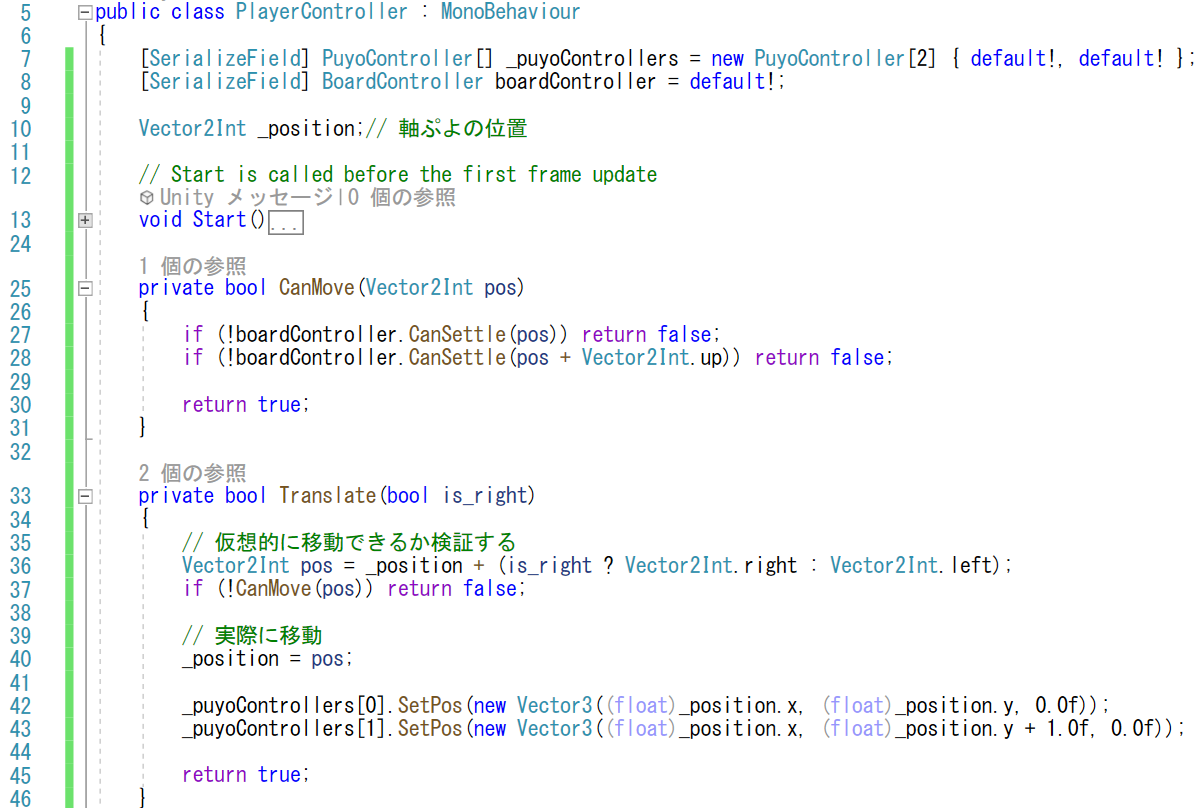 5 public class PlayerController : MonoBehaviour
6 {
7 [SerializeField] PuyoController[] _puyoControllers = new PuyoController[2] { default!, default! };
8 [SerializeField] BoardController boardController = default!;
9
10 Vector2Int _position;// 軸ぷよの位置
11
12 // Start is called before the first frame update
Unity メッセージ|0 個の参照
13 void Start()...
24
1 個の参照
25 private bool CanMove(Vector2Int pos)
26 {
27 if (!boardController.CanSettle(pos)) return false;
28 if (!boardController.CanSettle(pos + Vector2Int.up)) return false;
29
30 return true;
31 }
32
2 個の参照
33 private bool Translate(bool is_right)
34 {
35 // 仮想的に移動できるか検証する
36 Vector2Int pos = _position + (is_right ? Vector2Int.right : Vector2Int.left);
37 if (!CanMove(pos)) return false;
38
39 // 実際に移動
40 _position = pos;
41
42 _puyoControllers[0].SetPos(new Vector3((float)_position.x, (float)_position.y, 0.0f));
43 _puyoControllers[1].SetPos(new Vector3((float)_position.x, (float)_position.y + 1.0f, 0.0f));
44
45 return true;
46 }